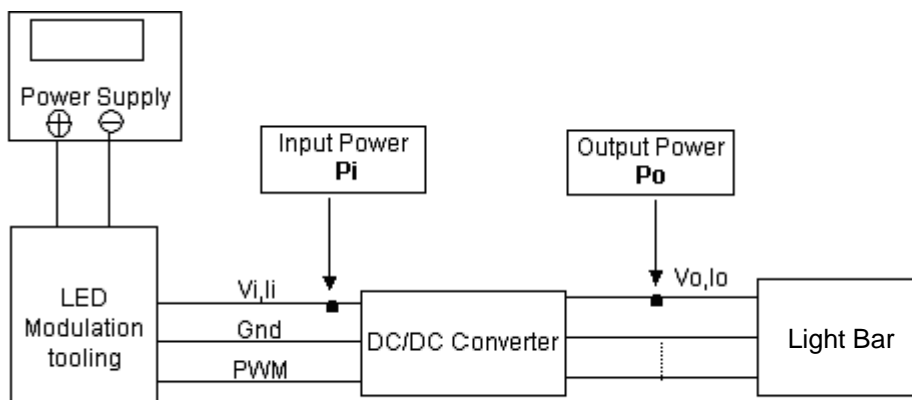 Power Supply
Input Power
Pi
Output Power
Po
LED
Modulation
tooling
Vi,Ii
Gnd
PWM
DC/DC Converter
Vo,Io
Light Bar